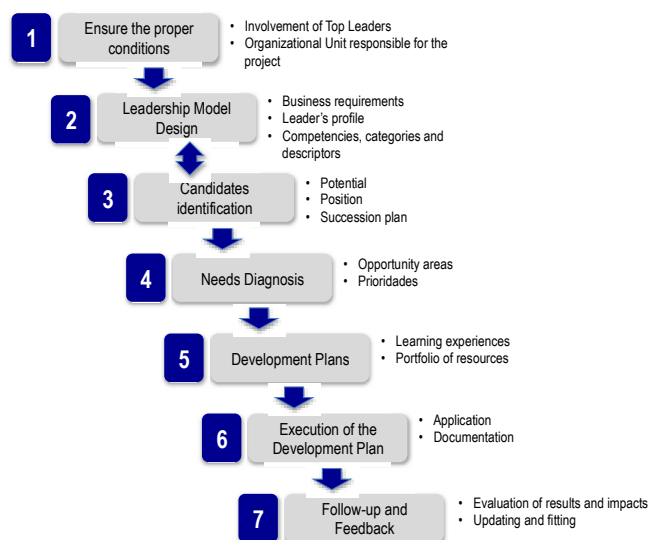 1
Ensure the proper
conditions
• Involvement of Top Leaders
• Organizational Unit responsible for the
project
2
Leadership Model
Design
• Business requirements
• Leader's profile
• Competencies, categories and
descriptors
3
Candidates
identification
• Potential
• Position
• Succession plan
4
Needs Diagnosis
• Opportunity areas
• Prioridades
5
Development Plans
• Learning experiences
• Portfolio of resources
6
Execution of the
Development Plan
• Application
• Documentation
7
Follow-up and
Feedback
• Evaluation of results and impacts
• Updating and fitting